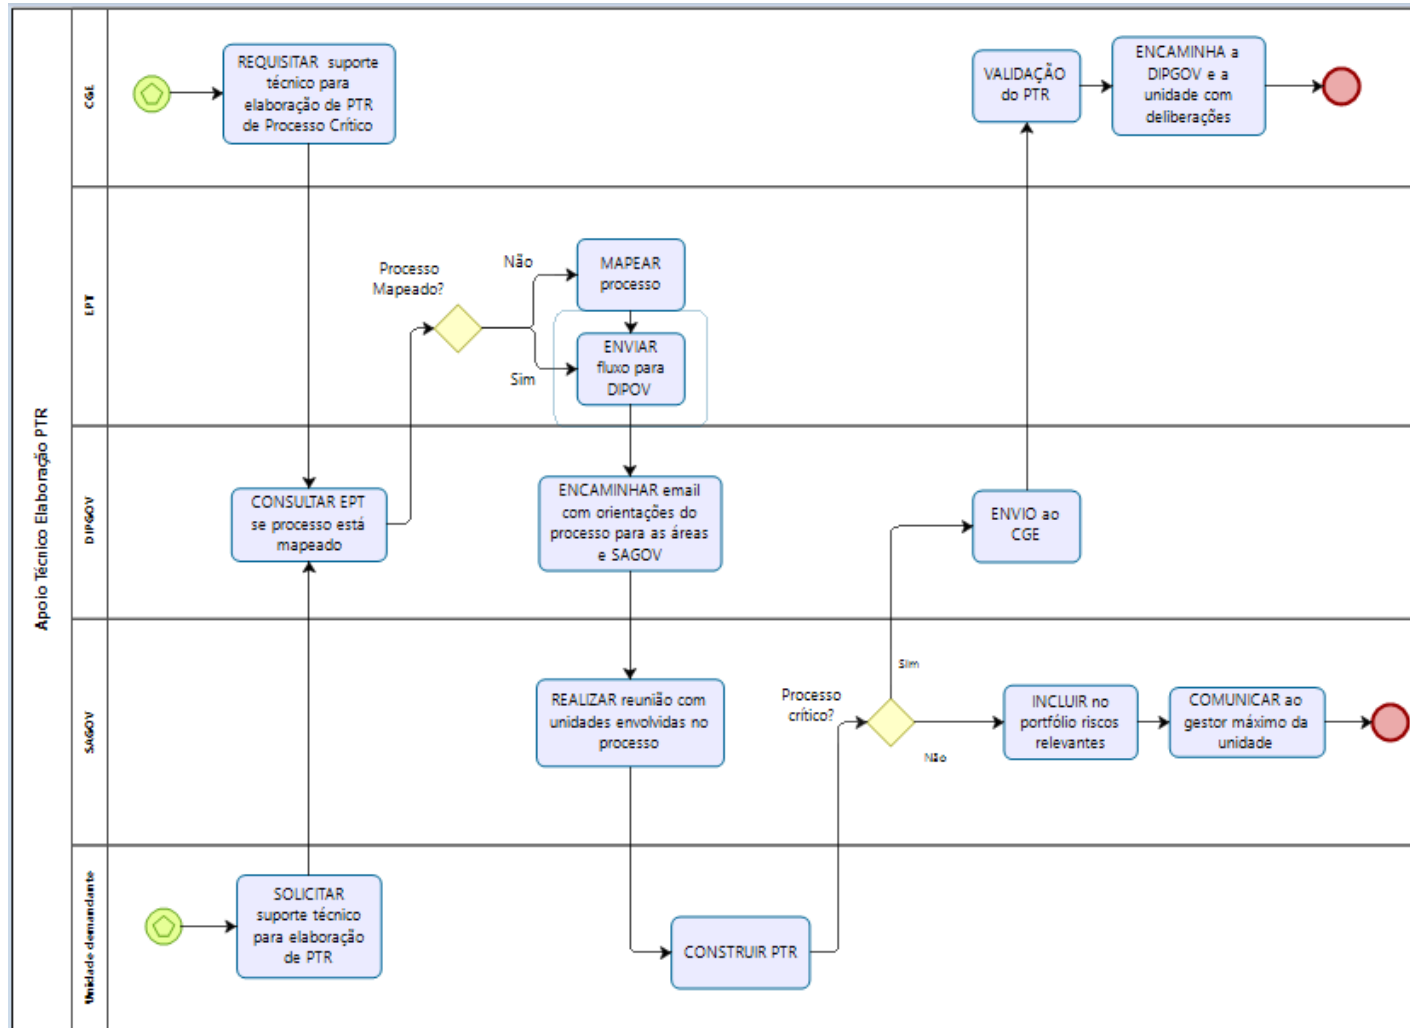 Apoio Técnico Elaboração PTR
CGE
REQUISITAR suporte
técnico para
elaboração de PTR
de Processo Crítico
VALIDAÇÃO
do PTR
ENCAMINHA a
DIPGOV e a
unidade com
deliberações
EPT
Processo
Mapeado?
Não
Sim
MAPEAR
processo
ENVIAR
fluxo para
DIPOV
DIPGOV
CONSULTAR EPT
se processo está
mapeado
ENCAMINHAR email
com orientações do
processo para as áreas
e SAGOV
ENVIO ao
CGE
SAGOV
REALIZAR reunião com
unidades envolvidas no
processo
Processo
crítico?
Sim
Não
INCLUIR no
portfólio riscos
relevantes
COMUNICAR ao
gestor máximo da
unidade
Unidade demandante
SOLICITAR
suporte técnico
para elaboração
de PTR
CONSTRUIR PTR